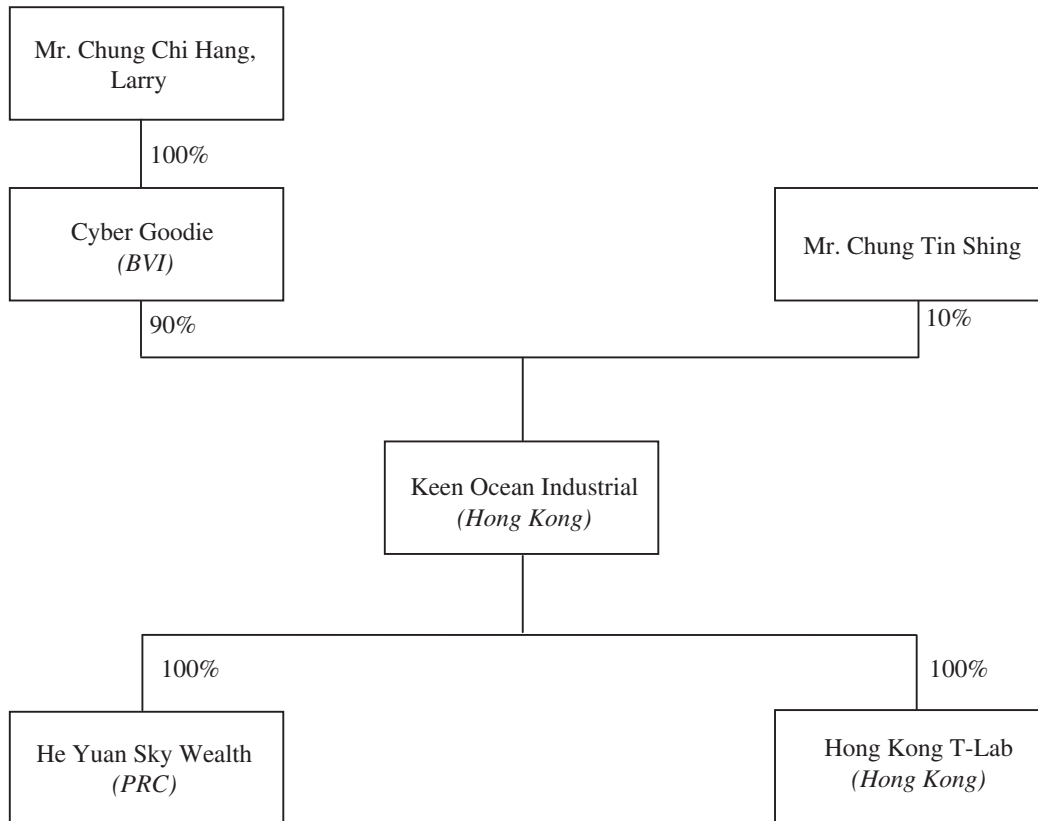 Mr. Chung Chi Hang,
Larry
100%
Cyber Goodie
(BVI)
Mr. Chung Tin Shing
90%
10%
Keen Ocean Industrial
(Hong Kong)
100%
100%
He Yuan Sky Wealth
(PRC)
Hong Kong T-Lab
(Hong Kong)